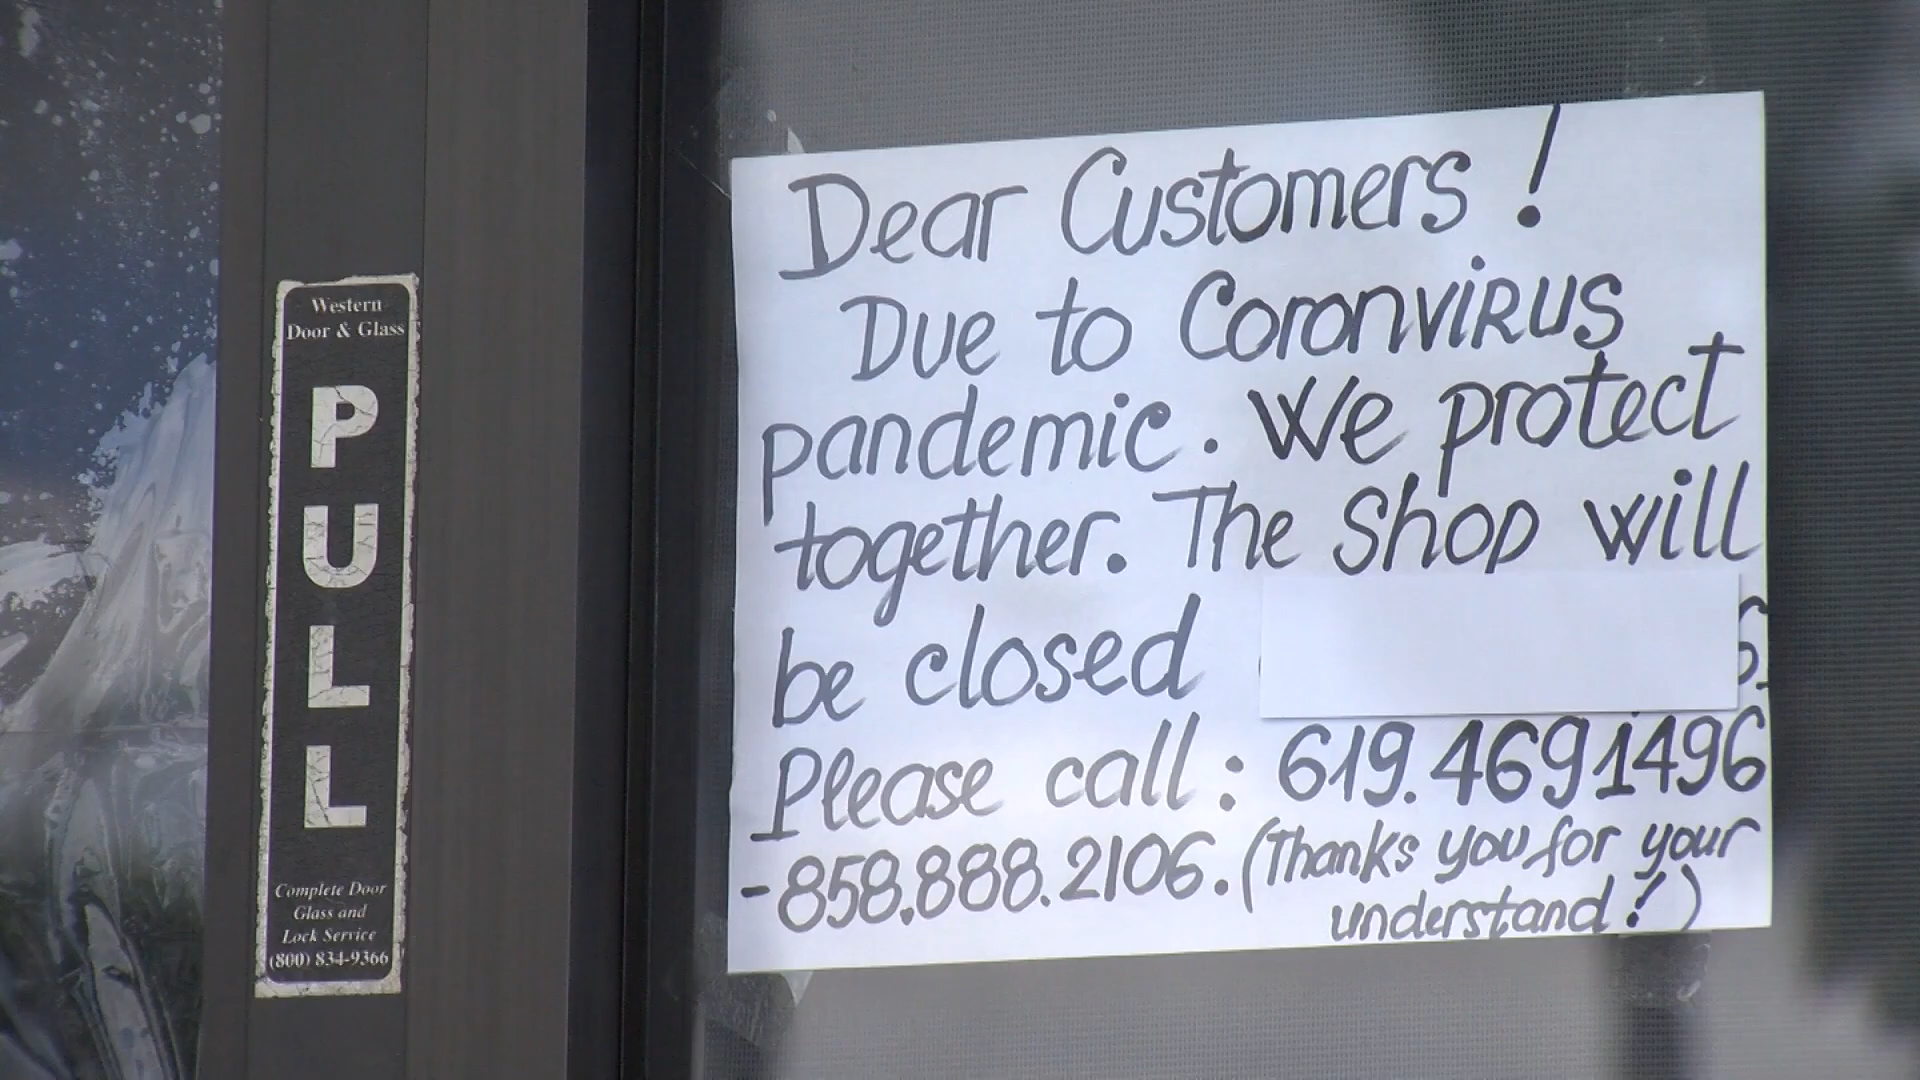 Western
Door & Glass
PULL
Complete Door
Glass and
Lock Service
(800) 834-9366
Dear Customers !
Due to Coronvirus
pandemic. We protect
together. The Shop will
be closed
Please call : 619.4691496
-858.888.2106. (Thanks you for your
understand!)